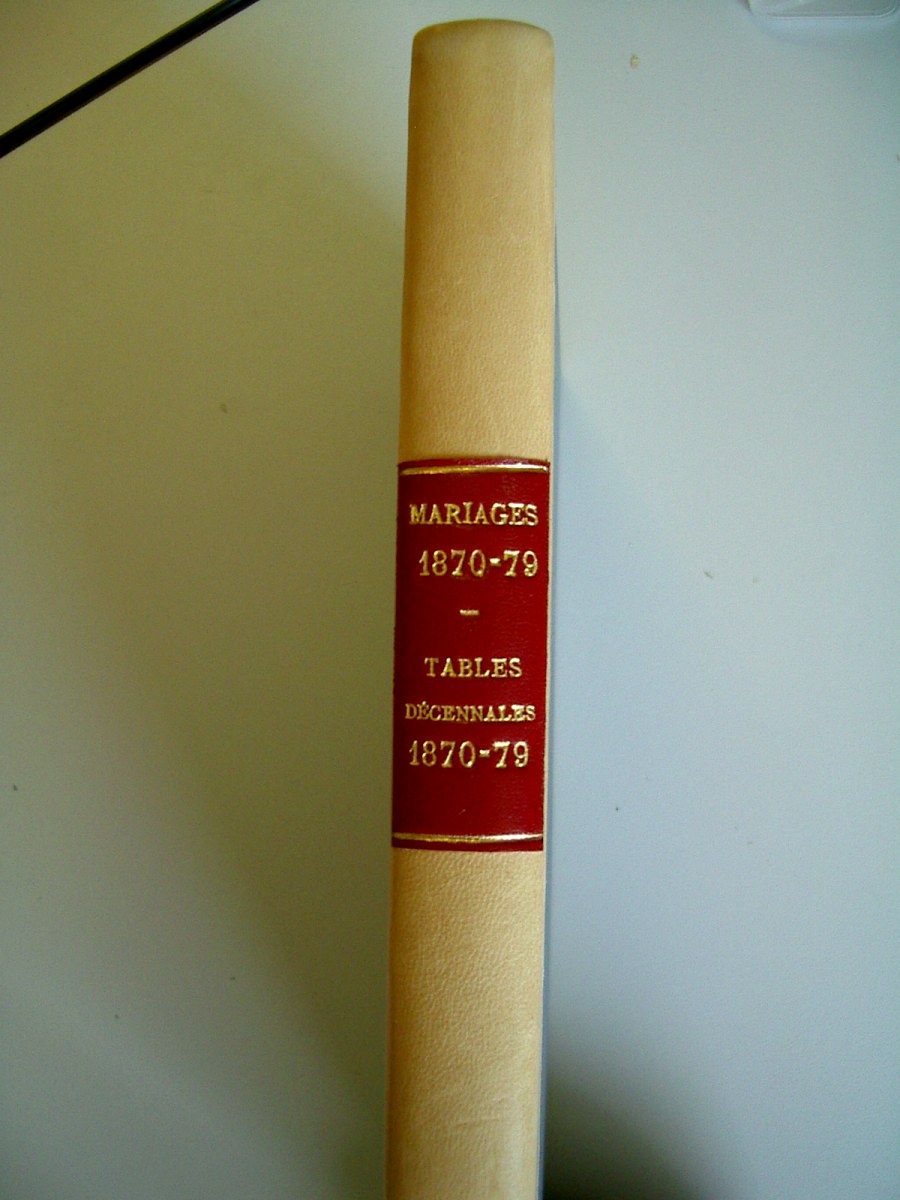 MARIAGES
1870-79
-
TABLES
DÉCENNALES
1870-79